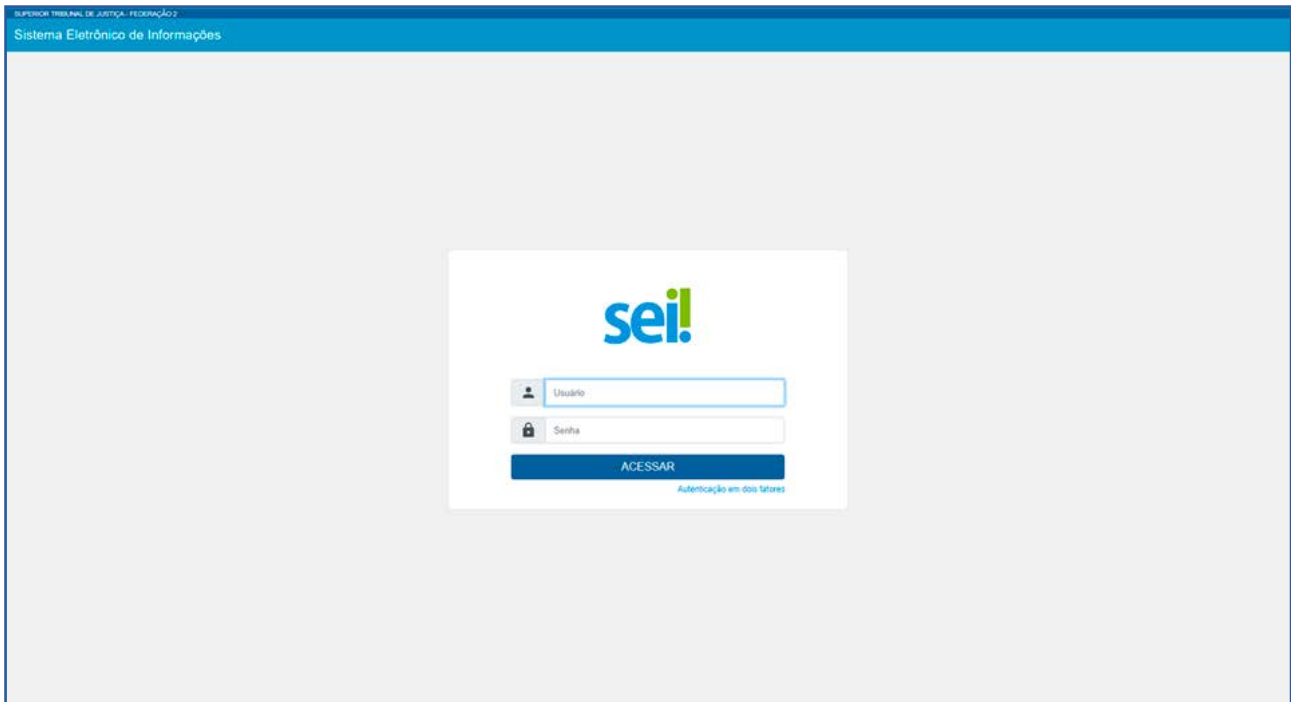 SUPERIOR TRIBUNAL DE JUSTIÇA - FEDERAÇÃO 2
Sistema Eletrônico de Informações
sei!
Usuário
Senha
ACESSAR
Autenticação em dois fatores